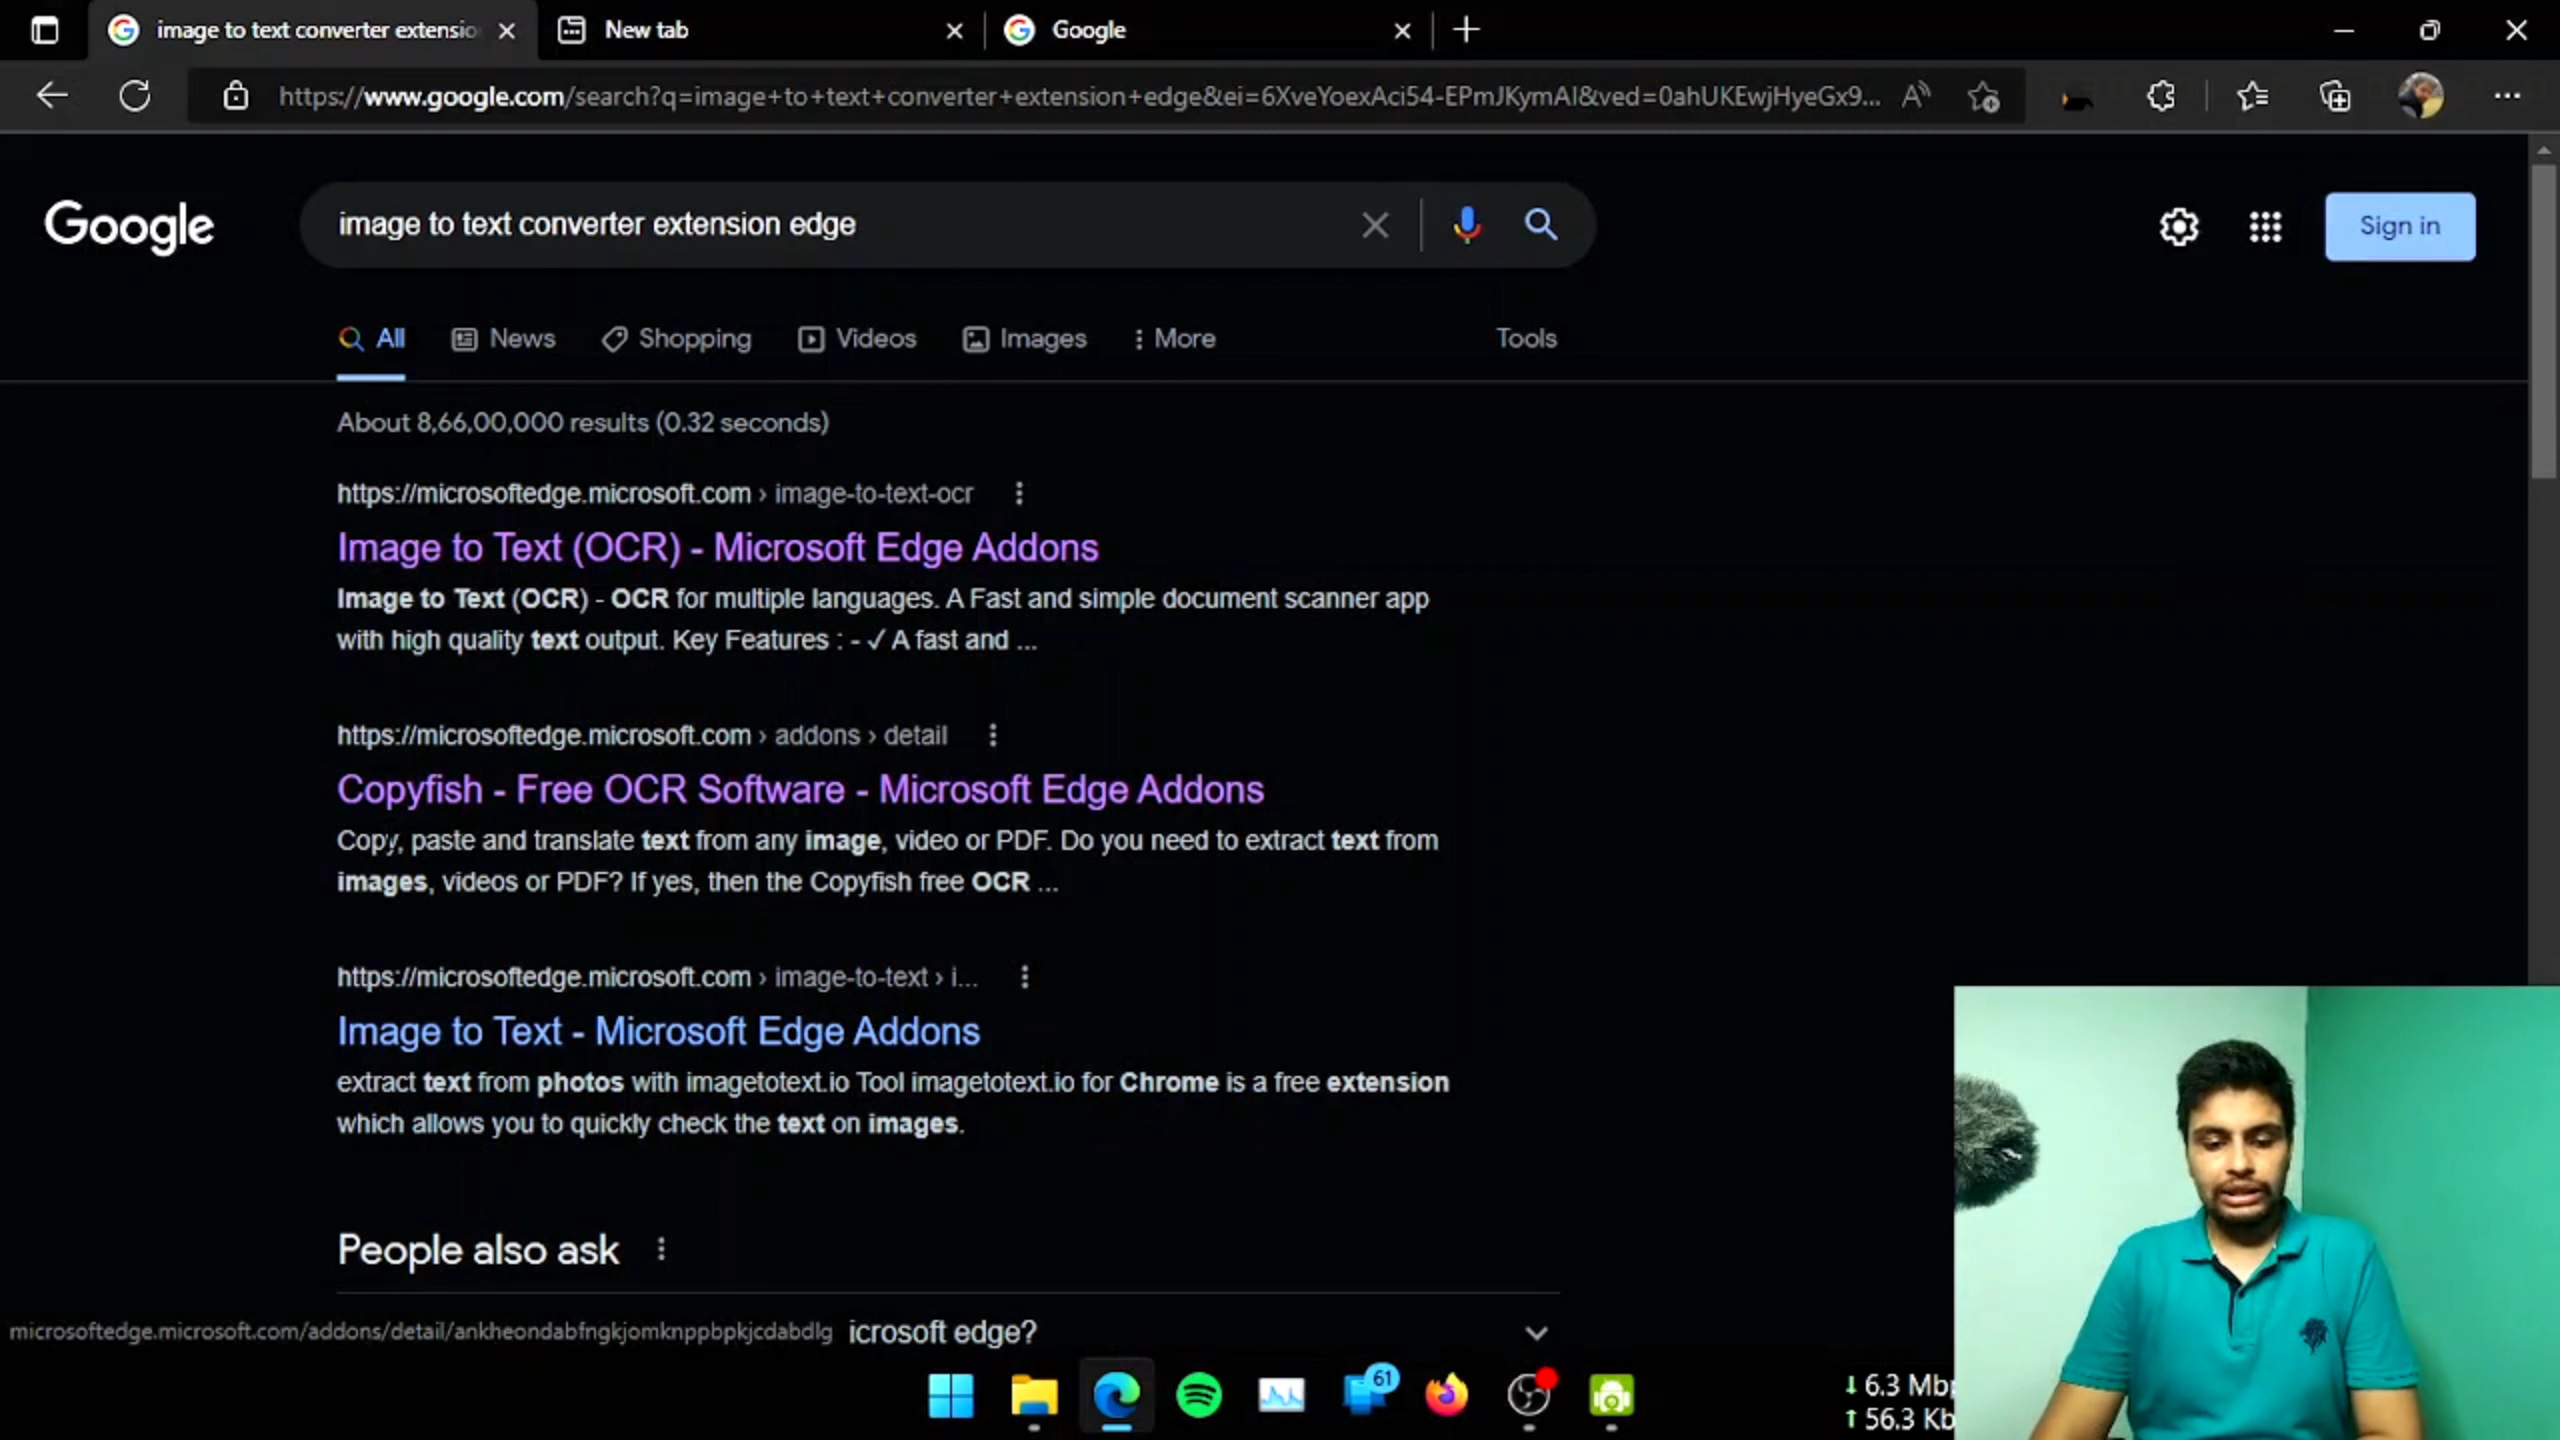 image to text converter extensio
New tab
Google
https://www.google.com/search?q=image+to+text+converter+extension+edge&ei=6XveYoexAci54-EPmJKymAI&ved=0ahUKEwjHyeGx9...
Google
image to text converter extension edge
Sign in
All
News
Shopping
Videos
Images
More
Tools
About 8,66,00,000 results (0.32 seconds)
https://microsoftedge.microsoft.com › image-to-text-ocr
Image to Text (OCR) - Microsoft Edge Addons
Image to Text (OCR) - OCR for multiple languages. A Fast and simple document scanner app
with high quality text output. Key Features : - ✓ A fast and ...
https://microsoftedge.microsoft.com › addons › detail
Copyfish - Free OCR Software - Microsoft Edge Addons
Copy, paste and translate text from any image, video or PDF. Do you need to extract text from
images, videos or PDF? If yes, then the Copyfish free OCR ...
https://microsoftedge.microsoft.com › image-to-text › i...
Image to Text - Microsoft Edge Addons
extract text from photos with imagetotext.io Tool imagetotext.io for Chrome is a free extension
which allows you to quickly check the text on images.
People also ask
microsoftedge.microsoft.com/addons/detail/ankheondabfngkjomknppbpkjcdabdlg
icrosoft edge?
61
↓ 6.3 Mbp
↑ 56.3 Kb